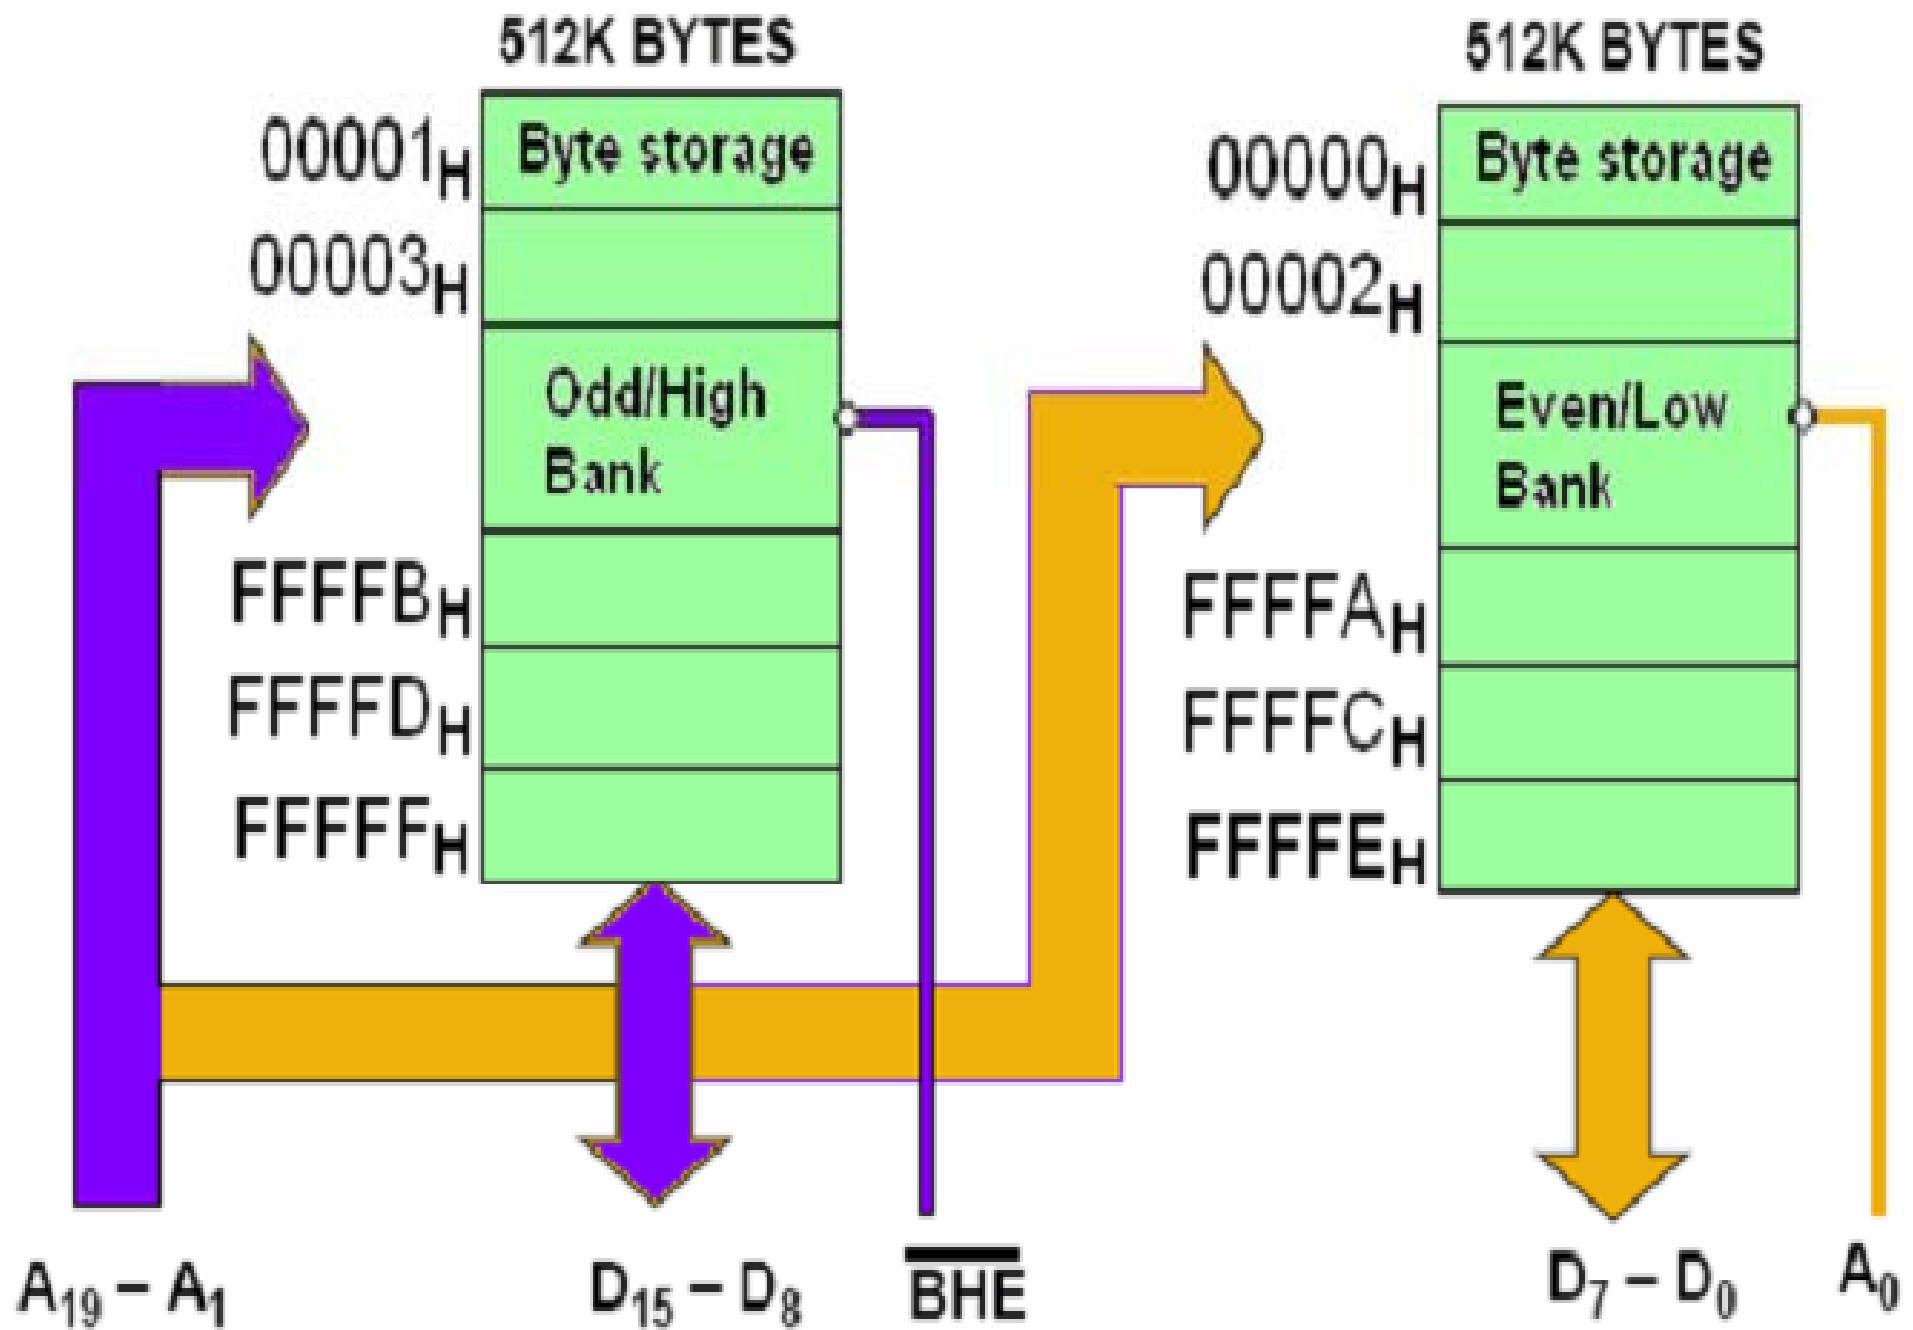 512K BYTES
00001H
Byte storage
00003H
Odd/High
Bank
FFFFBH
FFFFDH
FFFFFH
512K BYTES
00000H
Byte storage
00002H
Even/Low
Bank
FFFFAH
FFFFCH
FFFFEH
A19 – A1
D15 – D8
BHE
D7 – D0
A0